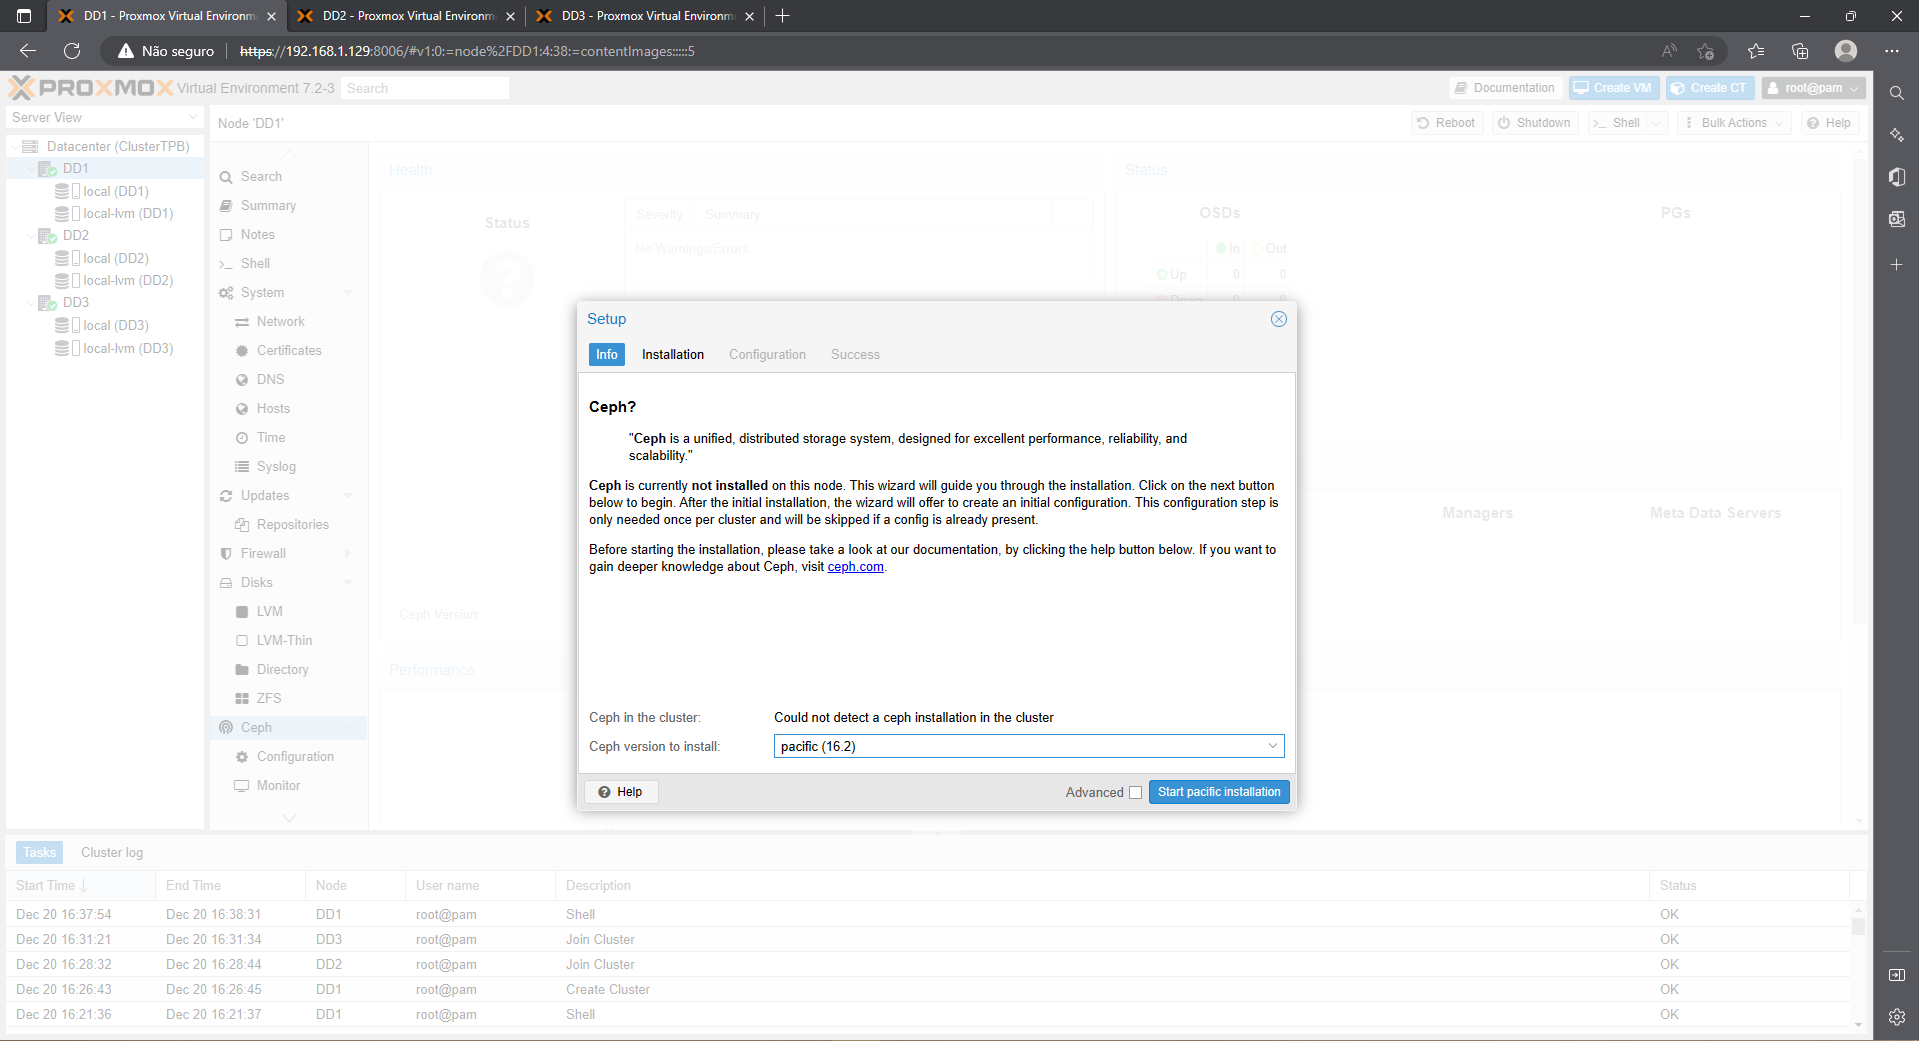 DD1 - Proxmox Virtual Environm
DD2 - Proxmox Virtual Environm
DD3 - Proxmox Virtual Environm
Não seguro
https://192.168.1.129:8006/#v1:0:=node%2FDD1:4:38:=contentImages:::::5
PROXMOX Virtual Environment 7.2-3
Search
Documentation
Create VM
Create CT
root@pam
Server View
Node 'DD1'
Reboot
Shutdown
Shell
Bulk Actions
Help
Datacenter (ClusterTPB)
DD1
local (DD1)
local-lvm (DD1)
DD2
local (DD2)
local-lvm (DD2)
DD3
local (DD3)
local-lvm (DD3)
Search
Summary
Notes
Shell
System
Network
Certificates
DNS
Hosts
Time
Syslog
Updates
Repositories
Firewall
Disks
LVM
LVM-Thin
Directory
ZFS
Ceph
Configuration
Monitor
Health
Status
Severity Summary
No Warnings/Errors
Ceph Version:
Performance
Status
OSDs
PGs
In Out
Up 0 0
Down 0 0
Managers
Meta Data Servers
Setup
Info Installation Configuration Success
Ceph?
"Ceph is a unified, distributed storage system, designed for excellent performance, reliability, and
scalability."
Ceph is currently not installed on this node. This wizard will guide you through the installation. Click on the next button
below to begin. After the initial installation, the wizard will offer to create an initial configuration. This configuration step is
only needed once per cluster and will be skipped if a config is already present.
Before starting the installation, please take a look at our documentation, by clicking the help button below. If you want to
gain deeper knowledge about Ceph, visit ceph.com.
Ceph in the cluster: Could not detect a ceph installation in the cluster
Ceph version to install: pacific (16.2)
Help
Advanced
Start pacific installation
Tasks Cluster log
Start Time End Time Node User name Description Status
Dec 20 16:37:54 Dec 20 16:38:31 DD1 root@pam Shell OK
Dec 20 16:31:21 Dec 20 16:31:34 DD3 root@pam Join Cluster OK
Dec 20 16:28:32 Dec 20 16:28:44 DD2 root@pam Join Cluster OK
Dec 20 16:26:43 Dec 20 16:26:45 DD1 root@pam Create Cluster OK
Dec 20 16:21:36 Dec 20 16:21:37 DD1 root@pam Shell OK